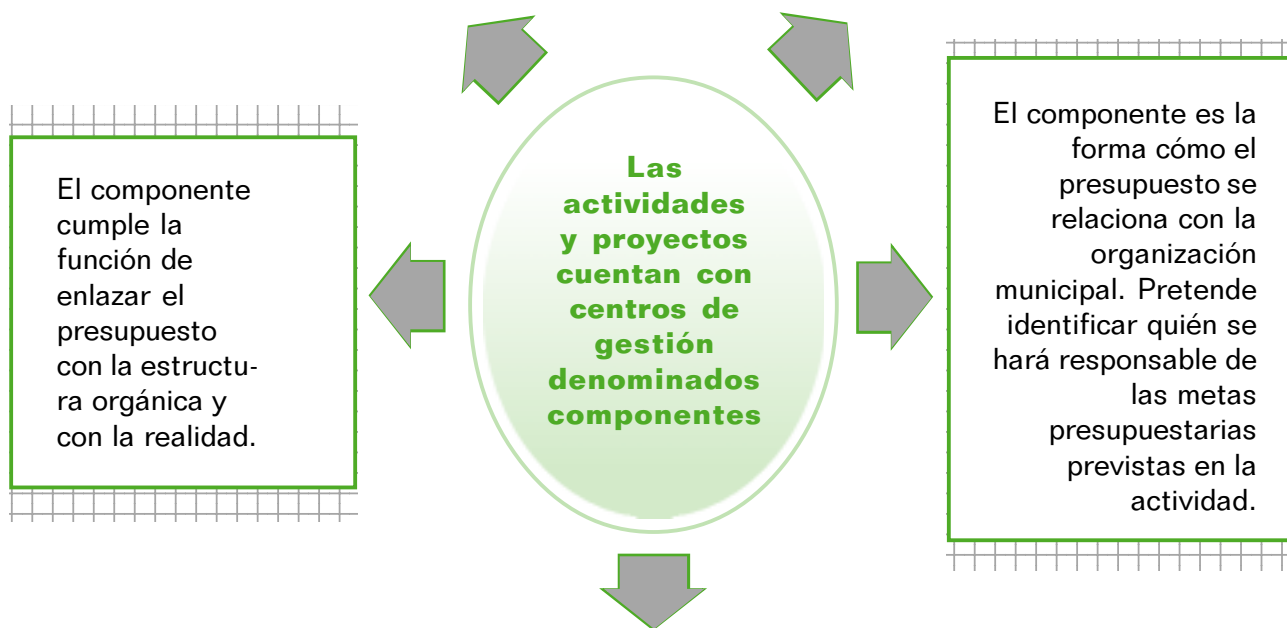 El componente
cumple la
función de
enlazar el
presupuesto
con la estructu-
ra orgánica y
con la realidad.
Las
actividades
y proyectos
cuentan con
centros de
gestión
denominados
componentes
El componente es la
forma cómo el
presupuesto se
relaciona con la
organización
municipal. Pretende
identificar quién se
hará responsable de
las metas
presupuestarias
previstas en la
actividad.